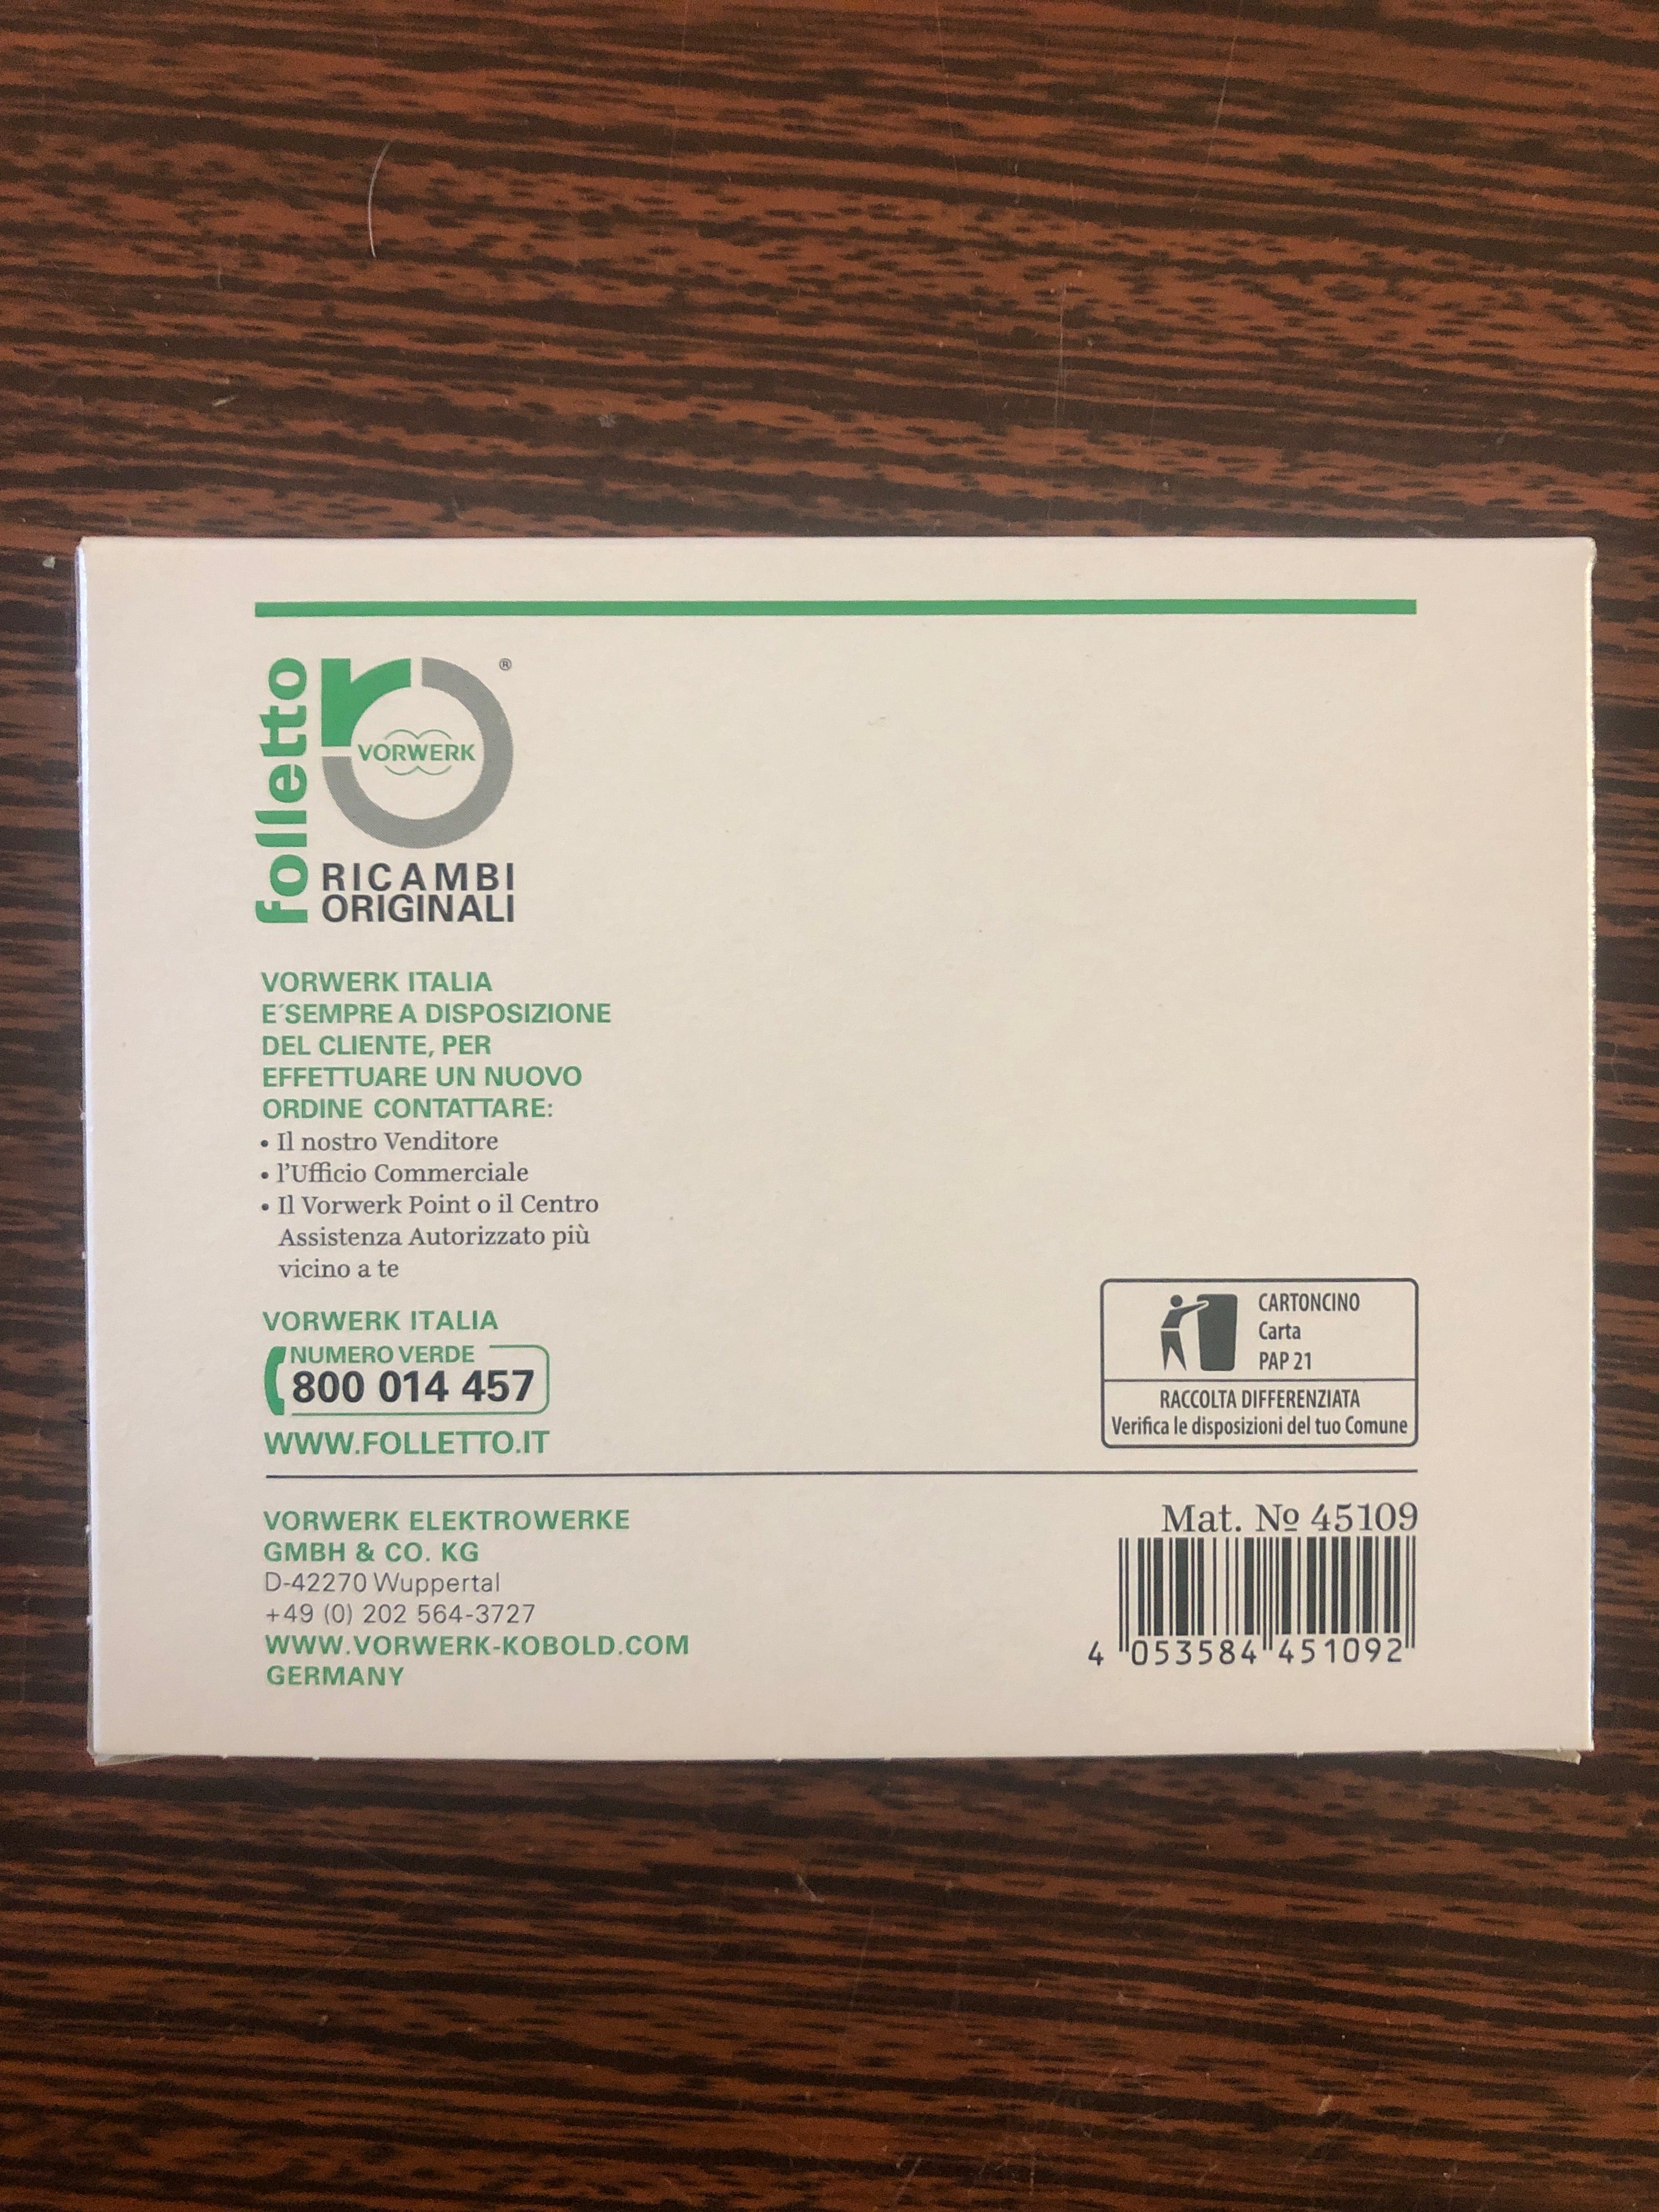 folletto
®
VORWERK
RICAMBI
ORIGINALI
VORWERK ITALIA
E´SEMPRE A DISPOSIZIONE
DEL CLIENTE, PER
EFFETTUARE UN NUOVO
ORDINE CONTATTARE:
• Il nostro Venditore
• l'Ufficio Commerciale
• Il Vorwerk Point o il Centro
Assistenza Autorizzato più
vicino a te
VORWERK ITALIA
NUMERO VERDE
800 014 457
WWW.FOLLETTO.IT
CARTONCINO
Carta
PAP 21
RACCOLTA DIFFERENZIATA
Verifica le disposizioni del tuo Comune
VORWERK ELEKTROWERKE
GMBH & CO. KG
D-42270 Wuppertal
+49 (0) 202 564-3727
WWW.VORWERK-KOBOLD.COM
GERMANY
Mat. № 45109
4 053584 451092